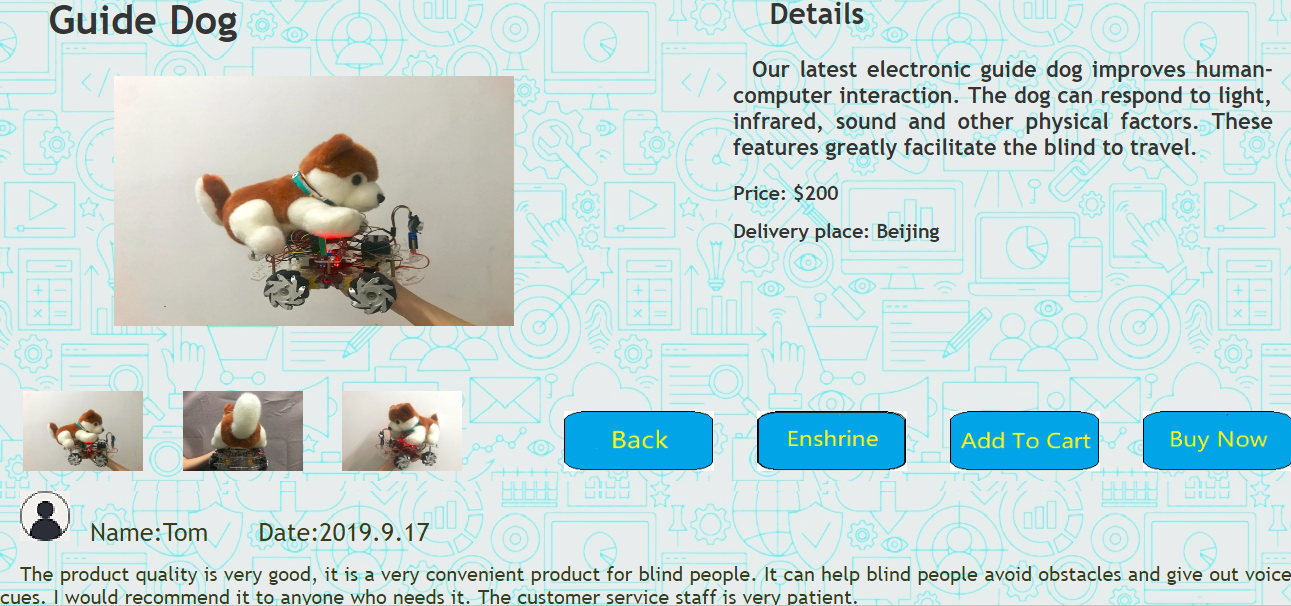 Guide Dog
Details
Our latest electronic guide dog improves human-
computer interaction. The dog can respond to light,
infrared, sound and other physical factors. These
features greatly facilitate the blind to travel.
Price: $200
Delivery place: Beijing
Back
Enshrine
Add To Cart
Buy Now
Name:Tom Date:2019.9.17
The product quality is very good, it is a very convenient product for blind people. It can help blind people avoid obstacles and give out voice
cues. I would recommend it to anyone who needs it. The customer service staff is very patient.